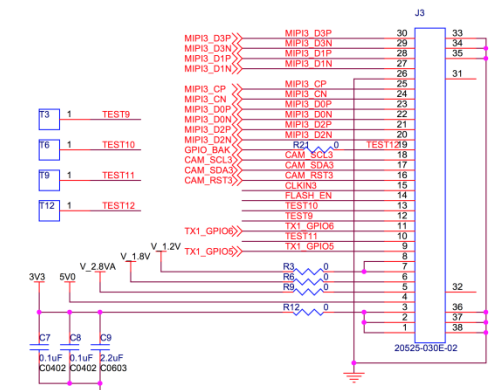 J3
MIPI3_D3P MIPI3_D3P 30 33
MIPI3_D3N MIPI3_D3N 29 34
MIPI3_D1P MIPI3_D1P 28 35
MIPI3_D1N MIPI3_D1N 27
26 31
MIPI3_CP MIPI3_CP 25
MIPI3_CN MIPI3_CN 24
MIPI3_D0P MIPI3_D0P 23
MIPI3_D0N MIPI3_D0N 22
MIPI3_D2P MIPI3_D2P 21
MIPI3_D2N MIPI3_D2N 20
GPIO_BAK R21 0 TEST12 19
CAM_SCL3 CAM_SCL3 18
CAM_SDA3 CAM_SDA3 17
CAM_RST3 CAM_RST3 16
CLKIN3 15
FLASH_EN 14
TEST10 13
TEST9 12
TX1_GPIO6 TX1_GPIO6 11
TEST11 10
TX1_GPIO5 TX1_GPIO5 9
8
R3 0 7
R6 0 6
R9 0 5
4 32
R12 0 3 36
2 37
1 38
20525-030E-02
T3 1 TEST9
T6 1 TEST10
T9 1 TEST11
T12 1 TEST12
V_1.2V
V_1.8V
V_2.8VA
3V3 5V0
C7 C8 C9
0.1uF 0.1uF 2.2uF
C0402 C0402 C0603